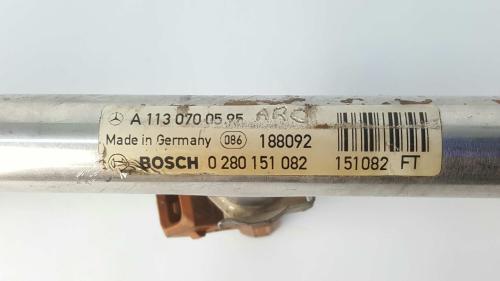 A 113 070 05 95 ARC
Made in Germany 086 188092
BOSCH 0 280 151 082 151082 FT